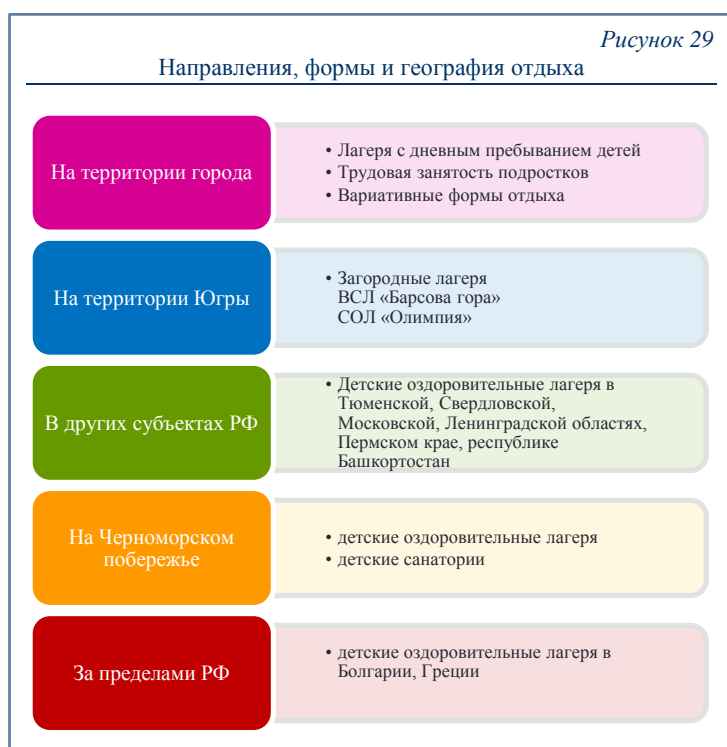 Рисунок 29
Направления, формы и география отдыха
На территории города
• Лагеря с дневным пребыванием детей
• Трудовая занятость подростков
• Вариативные формы отдыха
На территории Югры
• Загородные лагеря
ВСЛ «Барсова гора»
СОЛ «Олимпия»
В других субъектах РФ
• Детские оздоровительные лагеря в
Тюменской, Свердловской,
Московской, Ленинградской областях,
Пермском крае, республике
Башкортостан
На Черноморском
побережье
• детские оздоровительные лагеря
• детские санатории
За пределами РФ
• детские оздоровительные лагеря в
Болгарии, Греции